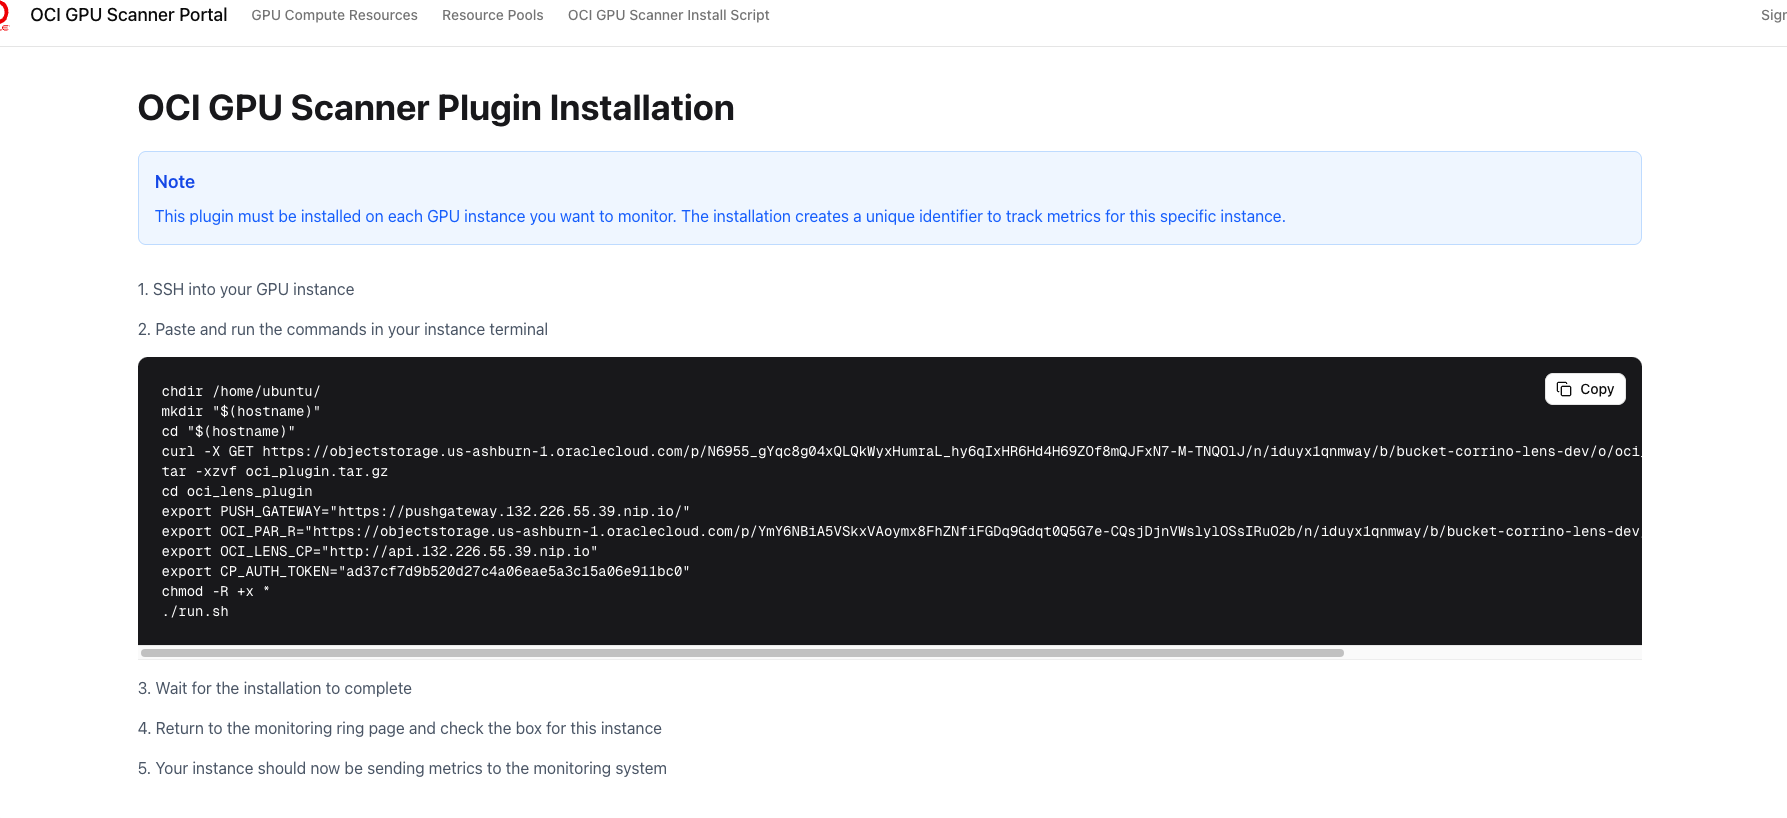 OCI GPU Scanner Portal GPU Compute Resources Resource Pools OCI GPU Scanner Install Script
OCI GPU Scanner Plugin Installation
Note
This plugin must be installed on each GPU instance you want to monitor. The installation creates a unique identifier to track metrics for this specific instance.
1. SSH into your GPU instance
2. Paste and run the commands in your instance terminal
Copy
chdir /home/ubuntu/
mkdir "$(hostname)"
cd "$(hostname)"
curl -X GET https://objectstorage.us-ashburn-1.oraclecloud.com/p/N6955_gYqc8g04xQLQkWyxHumraL_hy6qIxHR6Hd4H69ZOf8mQJFxN7-M-TNQOlJ/n/iduyx1qnmway/b/bucket-corrino-lens-dev/o/oci_
tar -xzvf oci_plugin.tar.gz
cd oci_lens_plugin
export PUSH_GATEWAY="https://pushgateway.132.226.55.39.nip.io/"
export OCI_PAR_R="https://objectstorage.us-ashburn-1.oraclecloud.com/p/YmY6NBiA5VSkxVAoymx8FhZNfiFGDq9Gdqt0Q5G7e-CQsjDjnVWslylOSsIRuO2b/n/iduyx1qnmway/b/bucket-corrino-lens-dev/
export OCI_LENS_CP="http://api.132.226.55.39.nip.io"
export CP_AUTH_TOKEN="ad37cf7d9b520d27c4a06eae5a3c15a06e911bc0"
chmod -R +x *
./run.sh
3. Wait for the installation to complete
4. Return to the monitoring ring page and check the box for this instance
5. Your instance should now be sending metrics to the monitoring system